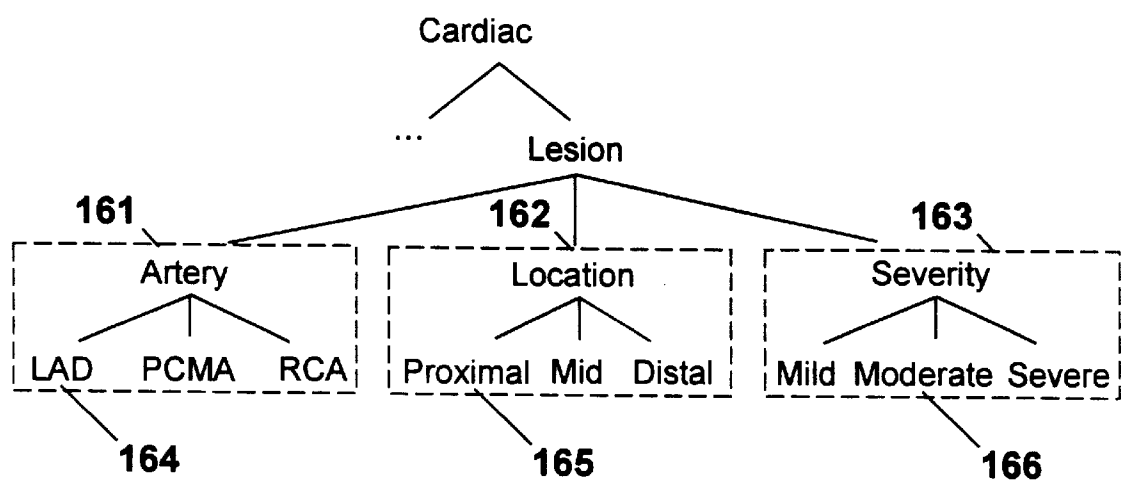 Cardiac
...
Lesion
161 162 163
Artery Location Severity
LAD PCMA RCA Proximal Mid Distal Mild Moderate Severe
164 165 166